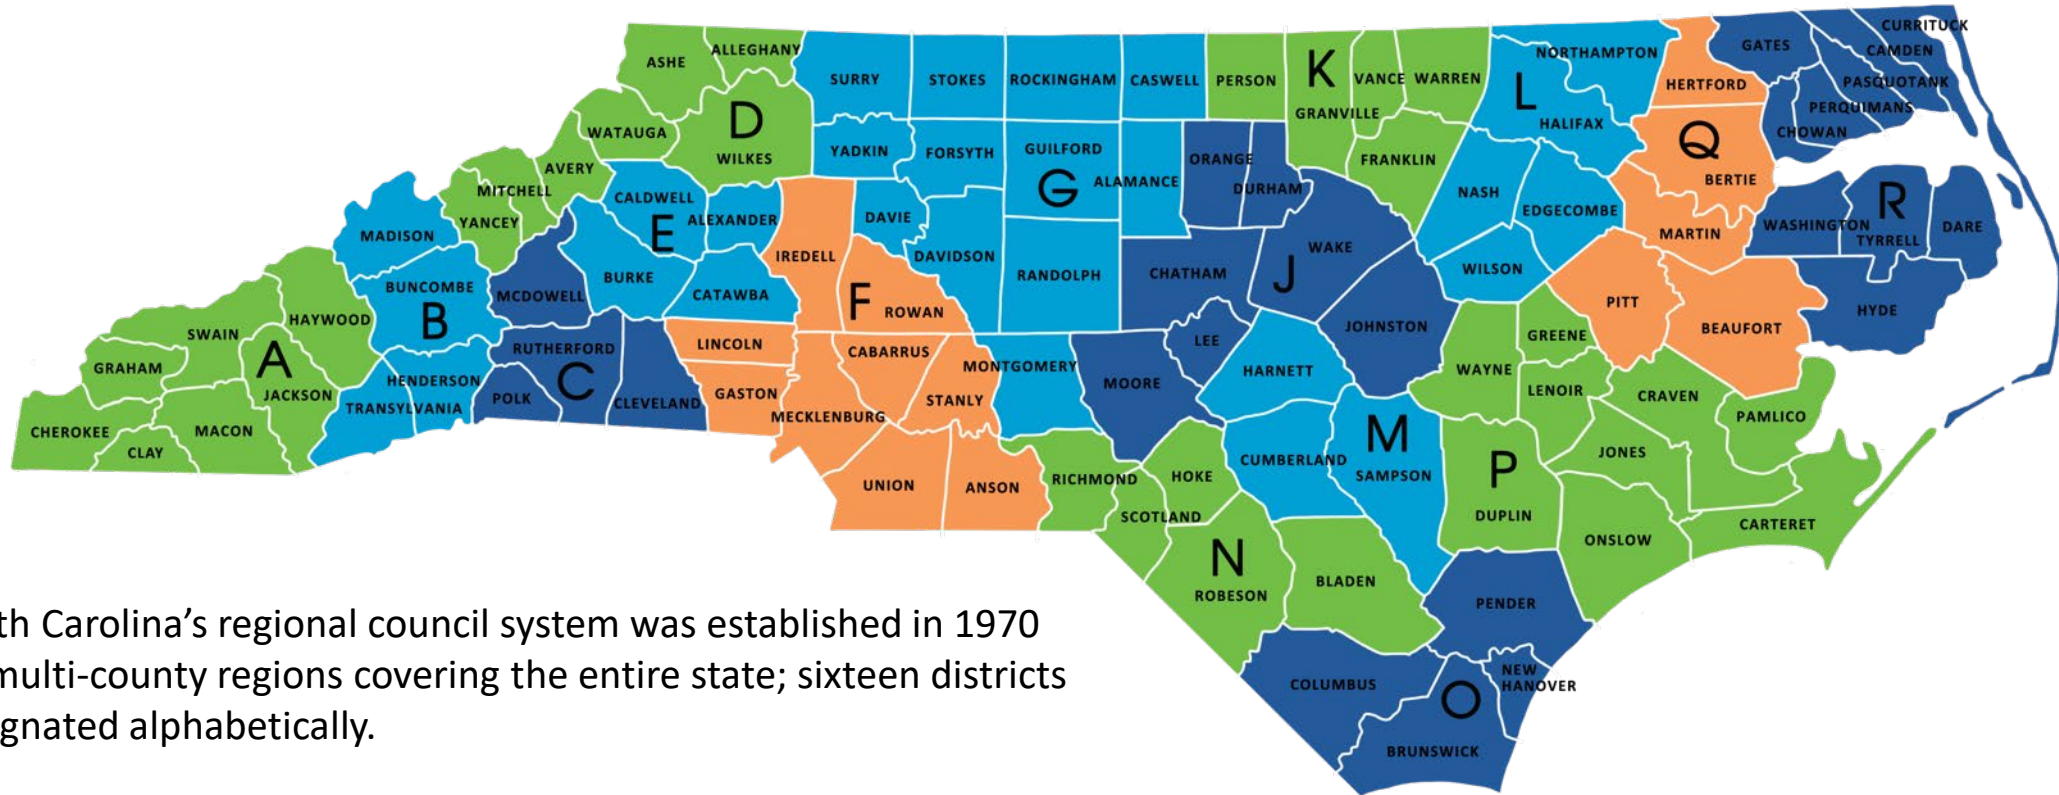 CURRITUCK
ASHE
ALLEGHANY
SURRY
STOKES
ROCKINGHAM
CASWELL
PERSON
K
VANCE
WARREN
GRANVILLE
NORTHAMPTON
L
HALIFAX
HERTFORD
GATES
CAMDEN
PASQUOTANK
PERQUIMANS
CHOWAN
WATAUGA
D
WILKES
YADKIN
FORSYTH
GUILFORD
G
ALAMANCE
ORANGE
DURHAM
FRANKLIN
NASH
EDGECOMBE
Q
BERTIE
MARTIN
WASHINGTON
R
TYRRELL
DARE
AVERY
MITCHELL
YANCEY
MADISON
CALDWELL
E
ALEXANDER
IREDELL
DAVIE
DAVIDSON
RANDOLPH
CHATHAM
J
WAKE
JOHNSTON
WILSON
PITT
BEAUFORT
HYDE
BUNCOMBE
B
MCDOWELL
BURKE
CATAWBA
F
ROWAN
SWAIN
HAYWOOD
GRAHAM
A
JACKSON
HENDERSON
TRANSYLVANIA
RUTHERFORD
POLK
C
CLEVELAND
LINCOLN
GASTON
MECKLENBURG
CABARRUS
STANLY
MONTGOMERY
MOORE
LEE
HARNETT
WAYNE
GREENE
LENOIR
CRAVEN
PAMLICO
CHEROKEE
CLAY
MACON
UNION
ANSON
RICHMOND
HOKE
SCOTLAND
CUMBERLAND
M
SAMPSON
P
DUPLIN
JONES
ONSLOW
CARTERET
N
ROBESON
BLADEN
PENDER
COLUMBUS
O
NEW
HANOVER
BRUNSWICK
th Carolina’s regional council system was established in 1970
multi-county regions covering the entire state; sixteen districts
gnated alphabetically.